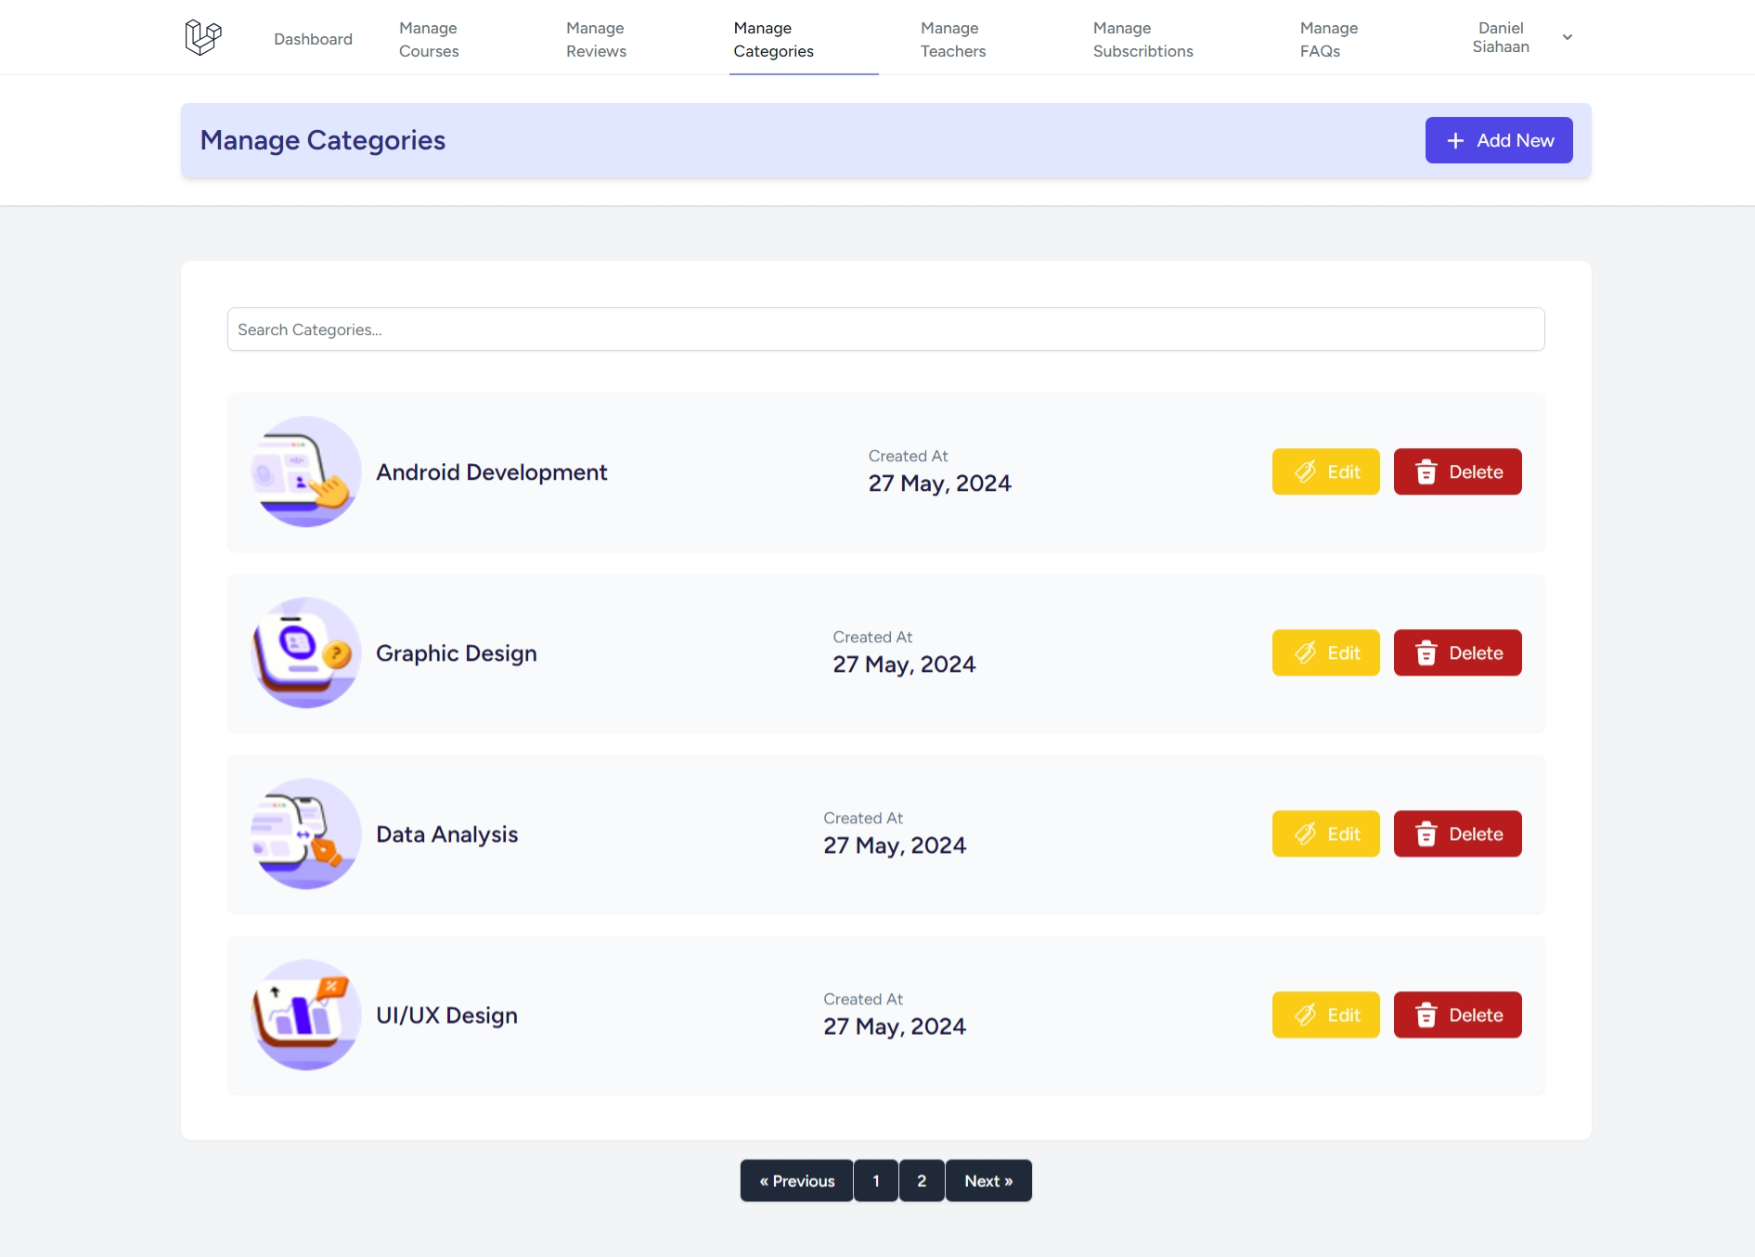 Dashboard
Manage
Courses
Manage
Reviews
Manage
Categories
Manage
Teachers
Manage
Subscribtions
Manage
FAQs
Daniel
Siahaan
Manage Categories
Add New
Search Categories...
Android Development
Created At
27 May, 2024
Edit
Delete
Graphic Design
Created At
27 May, 2024
Edit
Delete
Data Analysis
Created At
27 May, 2024
Edit
Delete
UI/UX Design
Created At
27 May, 2024
Edit
Delete
« Previous 1 2 Next »